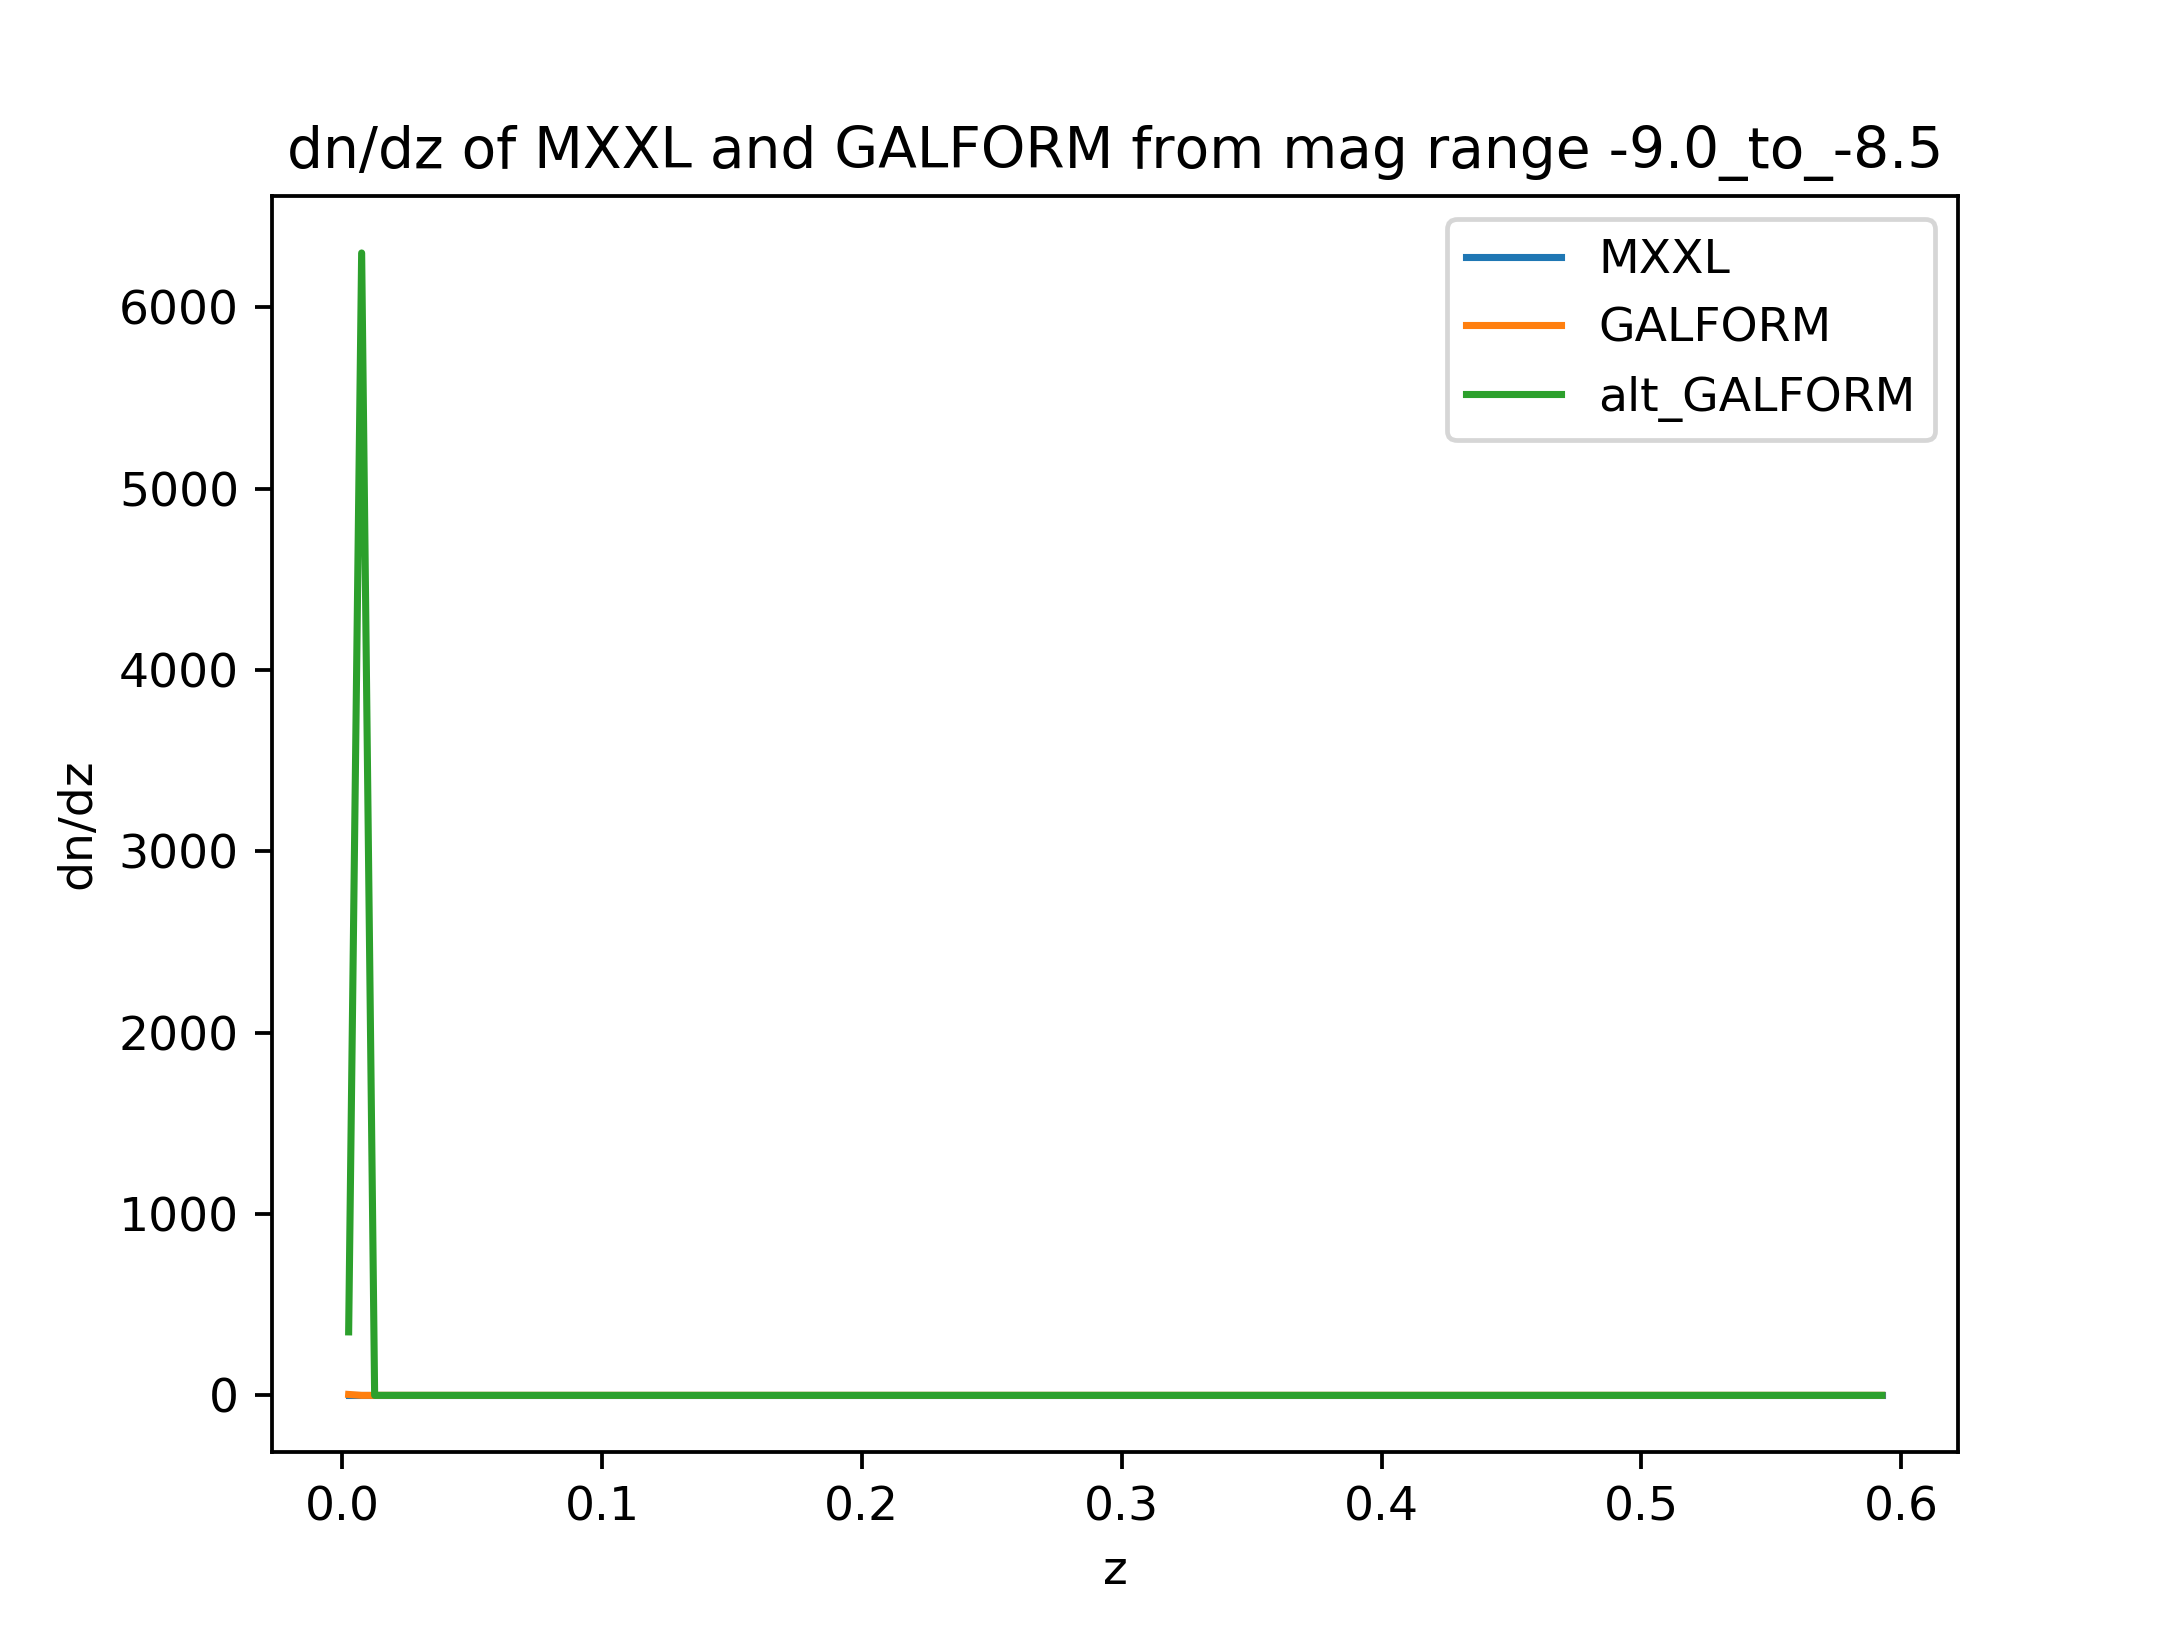 dn/dz of MXXL and GALFORM from mag range -9.0_to_-8.5
MXXL
GALFORM
alt_GALFORM
6000
5000
4000
3000
2000
1000
0
dn/dz
0.0 0.1 0.2 0.3 0.4 0.5 0.6
z